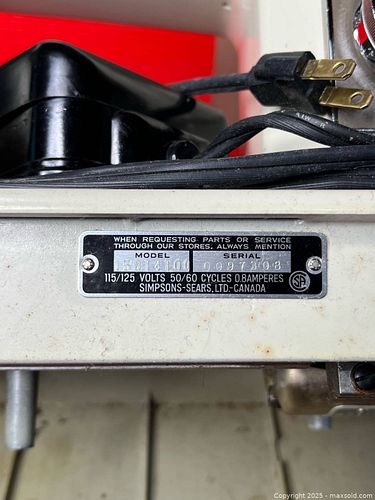 WHEN REQUESTING PARTS OR SERVICE
THROUGH OUR STORES, ALWAYS MENTION
MODEL SERIAL
115/125 VOLTS 50/60 CYCLES 0.8AMPERES
SIMPSONS-SEARS, LTD.-CANADA
Copyright 2025 - maxsold.com